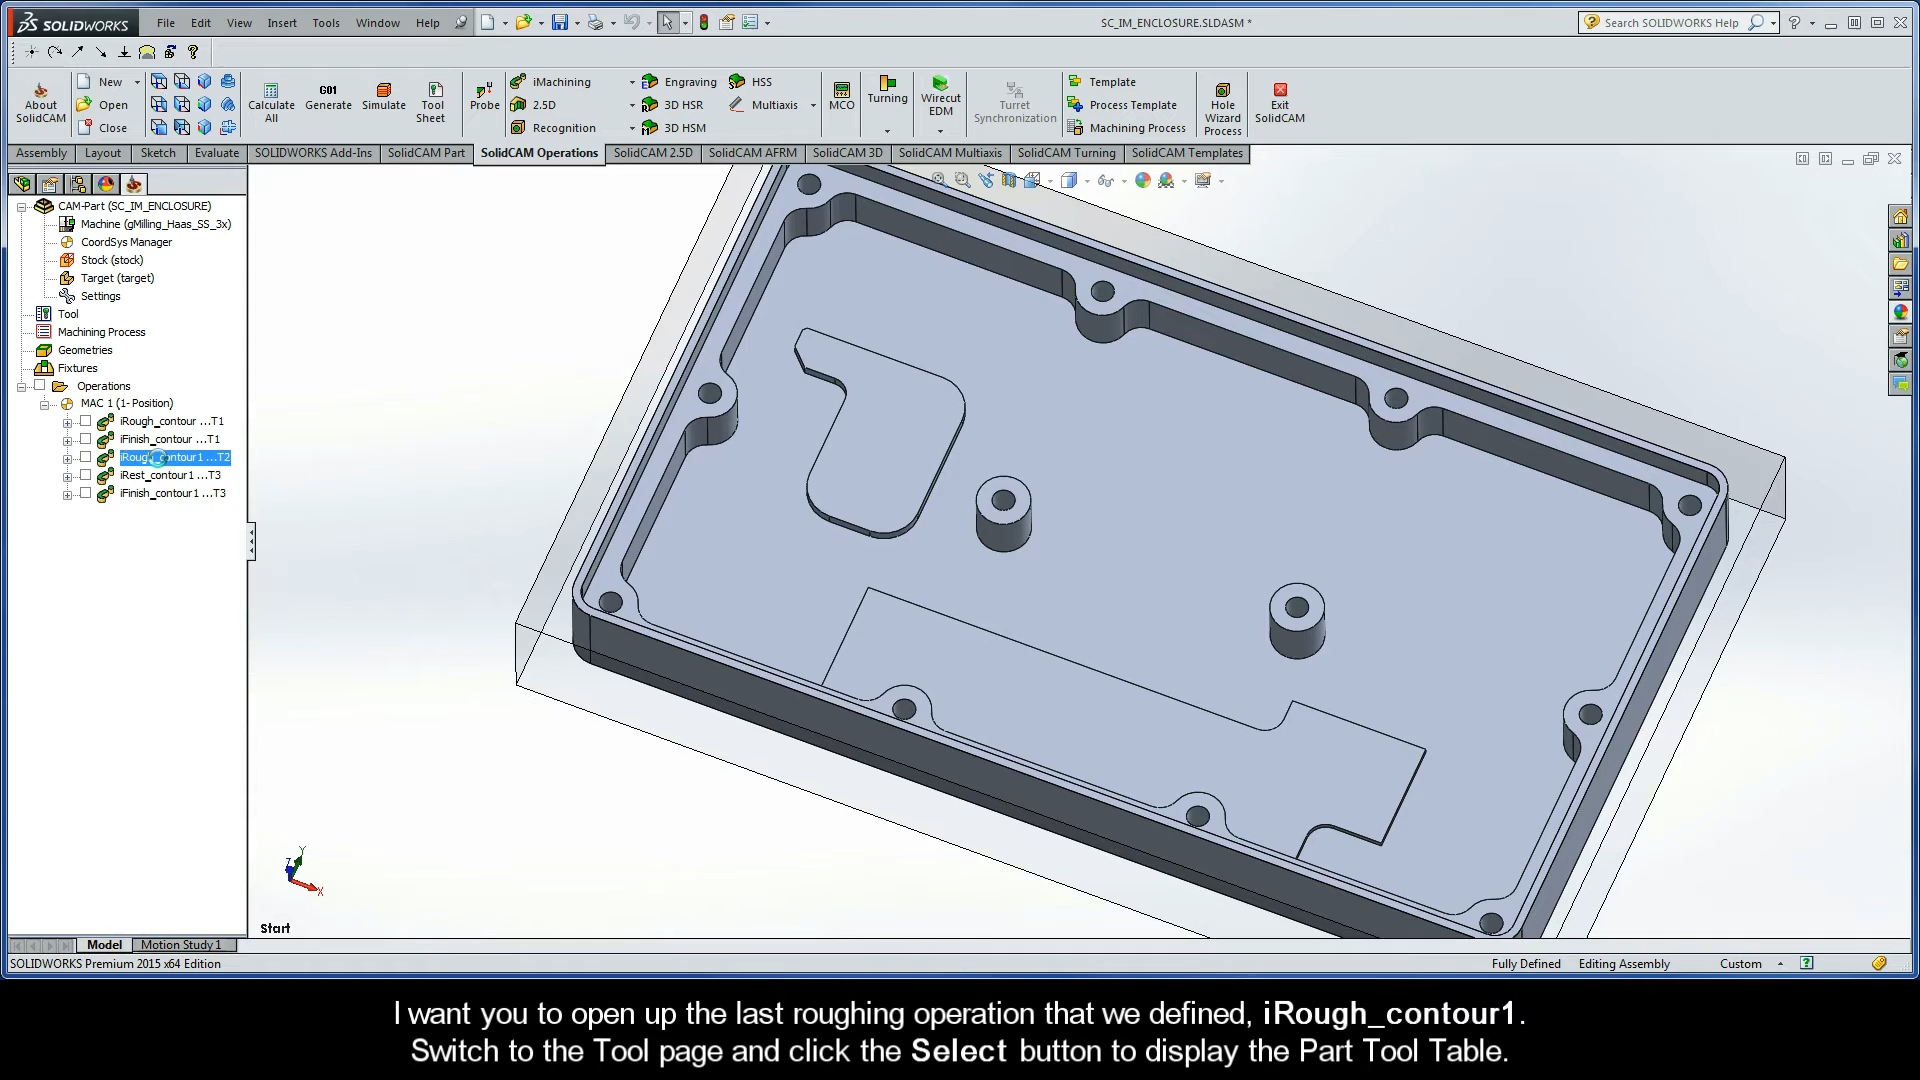 SOLIDWORKS File Edit View Insert Tools Window Help SC_IM_ENCLOSURE.SLDASM * Search SOLIDWORKS Help
About SolidCAM
New
Open
Close
Calculate All
G01
Generate
Simulate
Tool Sheet
Probe
iMachining
2.5D
Recognition
Engraving
3D HSR
3D HSM
HSS
Multiaxis
MCO
Turning
Wirecut EDM
Turret Synchronization
Template
Process Template
Machining Process
Hole Wizard Process
Exit SolidCAM
Assembly Layout Sketch Evaluate SOLIDWORKS Add-Ins SolidCAM Part SolidCAM Operations SolidCAM 2.5D SolidCAM AFRM SolidCAM 3D SolidCAM Multiaxis SolidCAM Turning SolidCAM Templates
CAM-Part (SC_IM_ENCLOSURE)
Machine (gMilling_Haas_SS_3x)
CoordSys Manager
Stock (stock)
Target (target)
Settings
Tool
Machining Process
Geometries
Fixtures
Operations
MAC 1 (1- Position)
iRough_contour ...T1
iFinish_contour ...T1
iRough_contour1 ...T2
iRest_contour1 ...T3
iFinish_contour1 ...T3
Y
Z
X
Start
Model Motion Study 1
SOLIDWORKS Premium 2015 x64 Edition Fully Defined Editing Assembly Custom
I want you to open up the last roughing operation that we defined, iRough_contour1.
Switch to the Tool page and click the Select button to display the Part Tool Table.